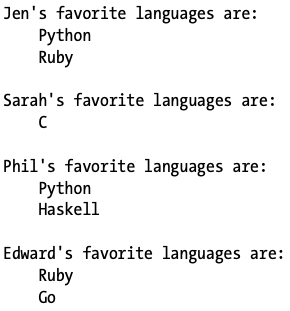 Jen's favorite languages are:
    Python
    Ruby

Sarah's favorite languages are:
    C

Phil's favorite languages are:
    Python
    Haskell

Edward's favorite languages are:
    Ruby
    Go